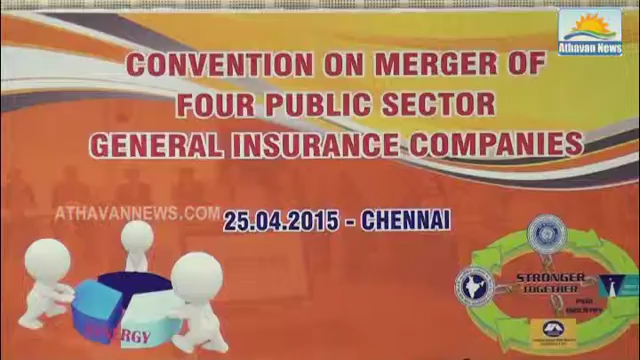 Athavan News
CONVENTION ON MERGER OF
FOUR PUBLIC SECTOR
GENERAL INSURANCE COMPANIES
ATHAVANNEWS.COM
25.04.2015 - CHENNAI
STRONGER
TOGETHER
SYNERGY